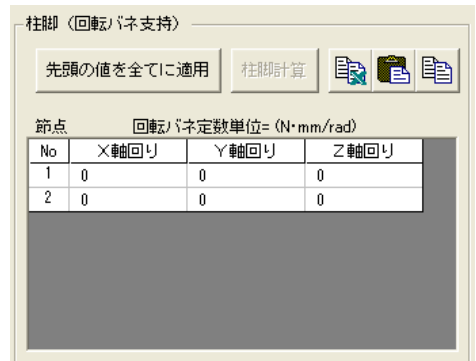 柱脚（回転バネ支持）
先頭の値を全てに適用 柱脚計算
節点 回転バネ定数単位= (N・mm/rad)
No X軸回り Y軸回り Z軸回り
1 0 0 0
2 0 0 0